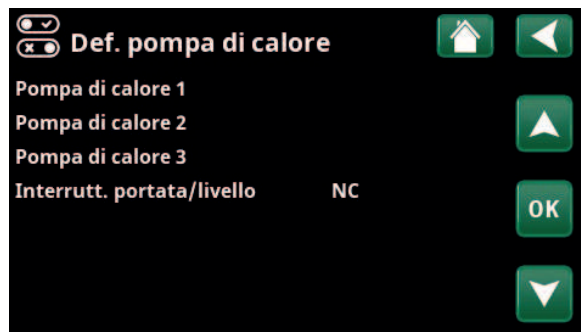 Def. pompa di calore
Pompa di calore 1
Pompa di calore 2
Pompa di calore 3
Interrutt. portata/livello NC
OK